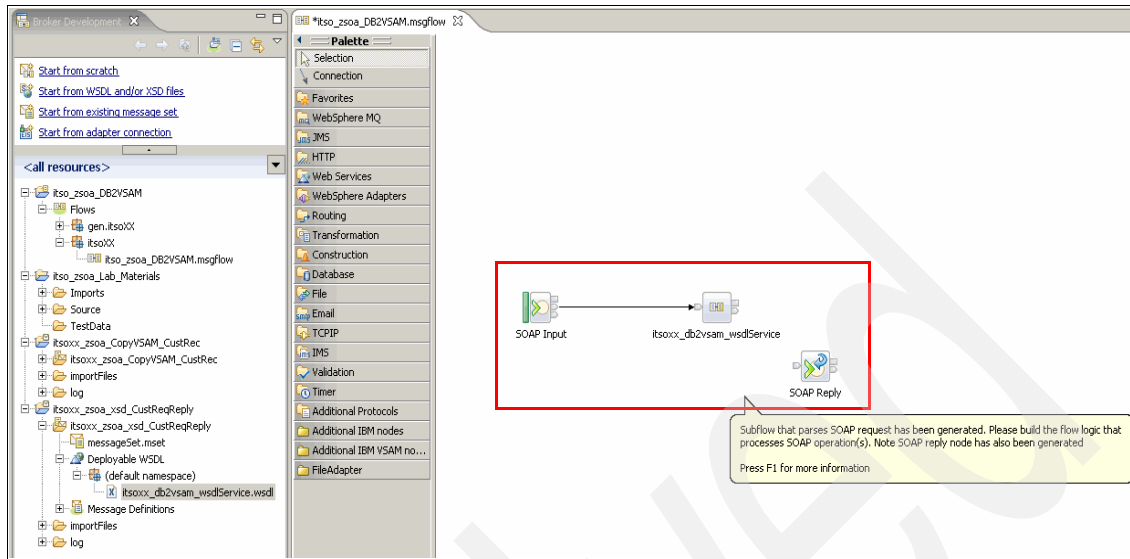 Broker Development
Start from scratch
Start from WSDL and/or XSD files
Start from existing message set
Start from adapter connection
<all resources>
itso_zsoa_DB2VSAM
Flows
gen.itsoXX
itsoXX
itso_zsoa_DB2VSAM.msgflow
itso_zsoa_Lab_Materials
Imports
Source
TestData
itsoxx_zsoa_CopyVSAM_CustRec
itsoxx_zsoa_CopyVSAM_CustRec
importFiles
log
itsoxx_zsoa_xsd_CustReqReply
itsoxx_zsoa_xsd_CustReqReply
messageSet.mset
Deployable WSDL
(default namespace)
itsoxx_db2vsam_wsdlService.wsdl
Message Definitions
importFiles
log
*itso_zsoa_DB2VSAM.msgflow
Palette
Selection
Connection
Favorites
WebSphere MQ
JMS
HTTP
Web Services
WebSphere Adapters
Routing
Transformation
Construction
Database
File
Email
TCPIP
IMS
Validation
Timer
Additional Protocols
Additional IBM nodes
Additional IBM VSAM no...
FileAdapter
SOAP Input
itsoxx_db2vsam_wsdlService
SOAP Reply
Subflow that parses SOAP request has been generated. Please build the flow logic that
processes SOAP operation(s). Note SOAP reply node has also been generated
Press F1 for more information